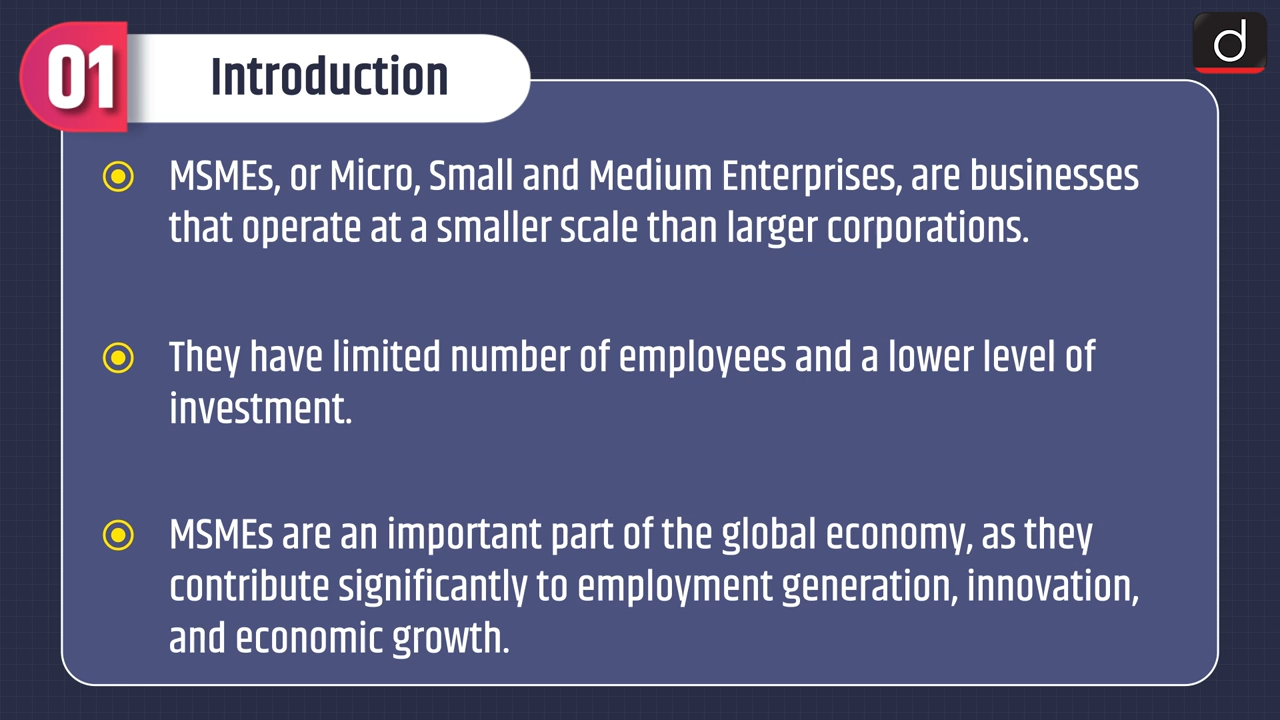 01
Introduction
d
MSMEs, or Micro, Small and Medium Enterprises, are businesses
that operate at a smaller scale than larger corporations.
They have limited number of employees and a lower level of
investment.
MSMEs are an important part of the global economy, as they
contribute significantly to employment generation, innovation,
and economic growth.